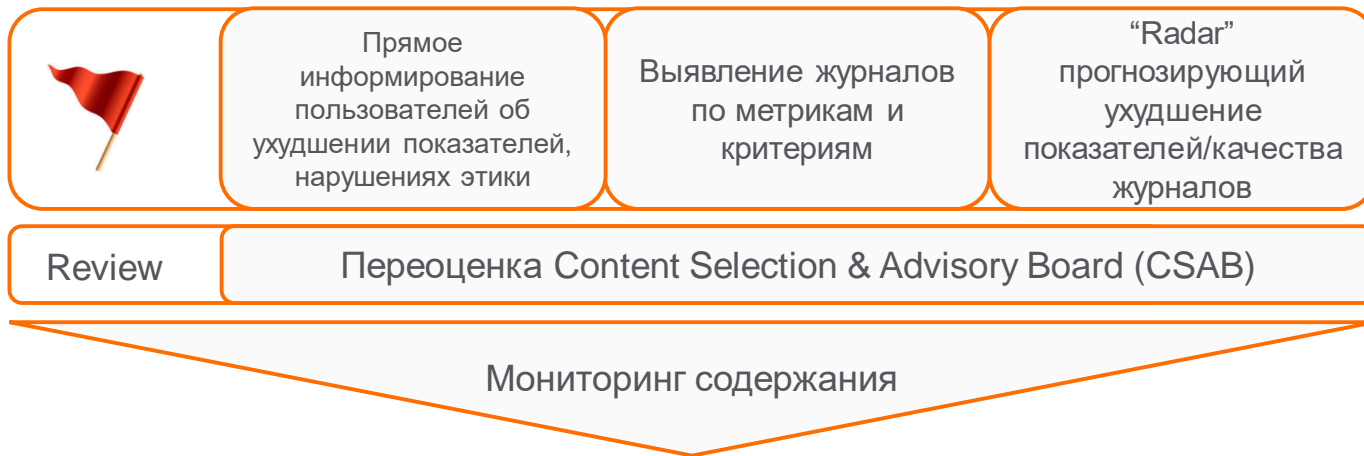 Прямое
информирование
пользователей об
ухудшении показателей,
нарушениях этики
Выявление журналов
по метрикам и
критериям
“Radar”
прогнозирующий
ухудшение
показателей/качества
журналов
Review
Переоценка Content Selection & Advisory Board (CSAB)
Мониторинг содержания